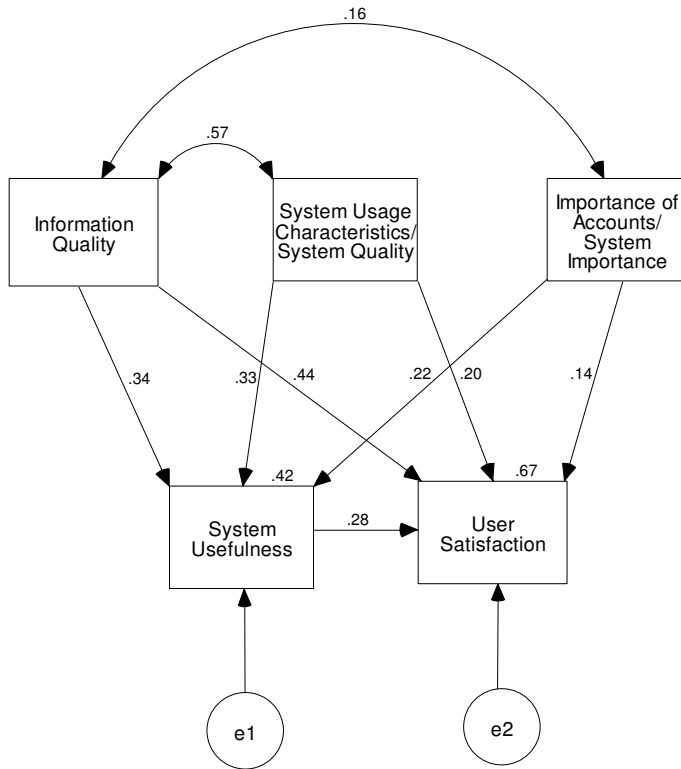 .16
.57
Information
Quality
System Usage
Characteristics/
System Quality
Importance of
Accounts/
System
Importance
.34
.33
.44
.22
.20
.14
.42
.67
System
Usefulness
.28
User
Satisfaction
e1
e2